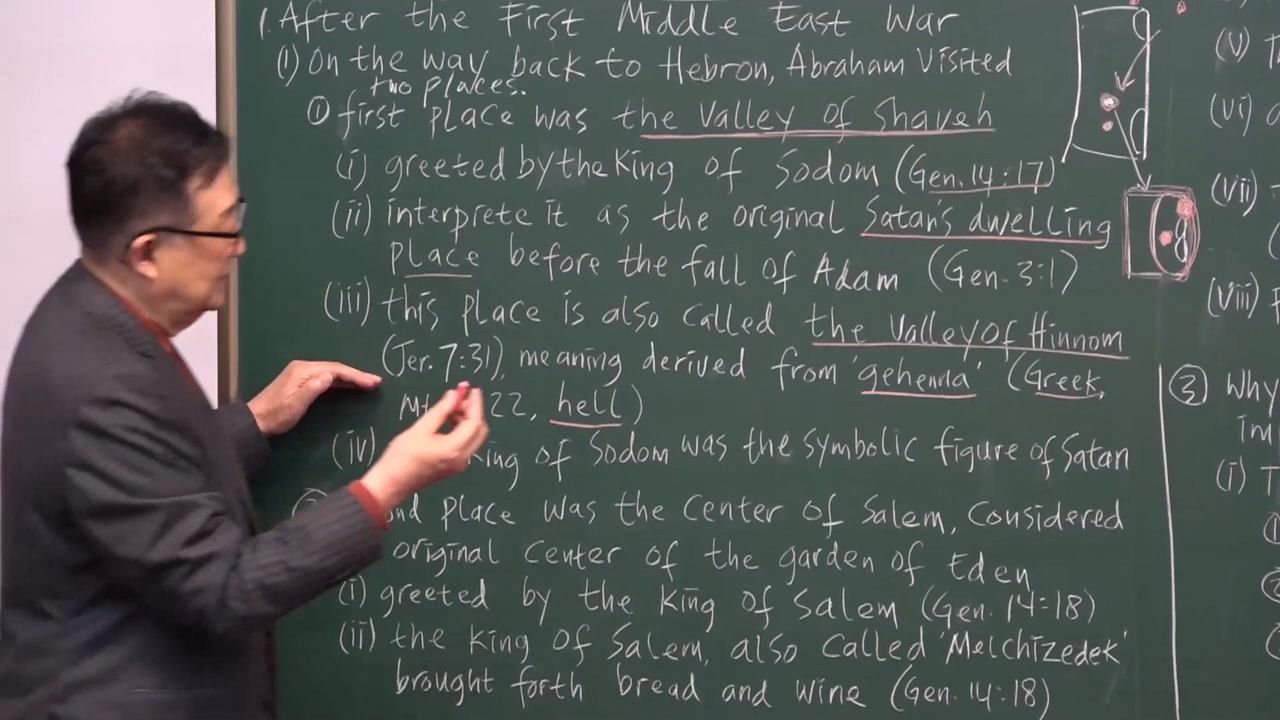 1. After the First Middle East War
(1) On the way back to Hebron, Abraham visited
two places.
① first place was the Valley of Shaveh
(i) greeted by the King of Sodom (Gen. 14:17)
(ii) interprete it as the original Satan's dwelling
place before the fall of Adam (Gen. 3:1)
(iii) this place is also called the Valley of Hinnom
(Jer. 7:31), meaning derived from 'gehenna' (Greek,
Mt 22, hell)
(iv) King of Sodom was the symbolic figure of Satan
place was the center of Salem, considered
original center of the garden of Eden
(i) greeted by the King of Salem (Gen. 14:18)
(ii) the king of Salem, also called 'Melchizedek'
brought forth bread and wine (Gen. 14:18)
(v)
(vi)
(vii)
(viii)
③ Why
(i)